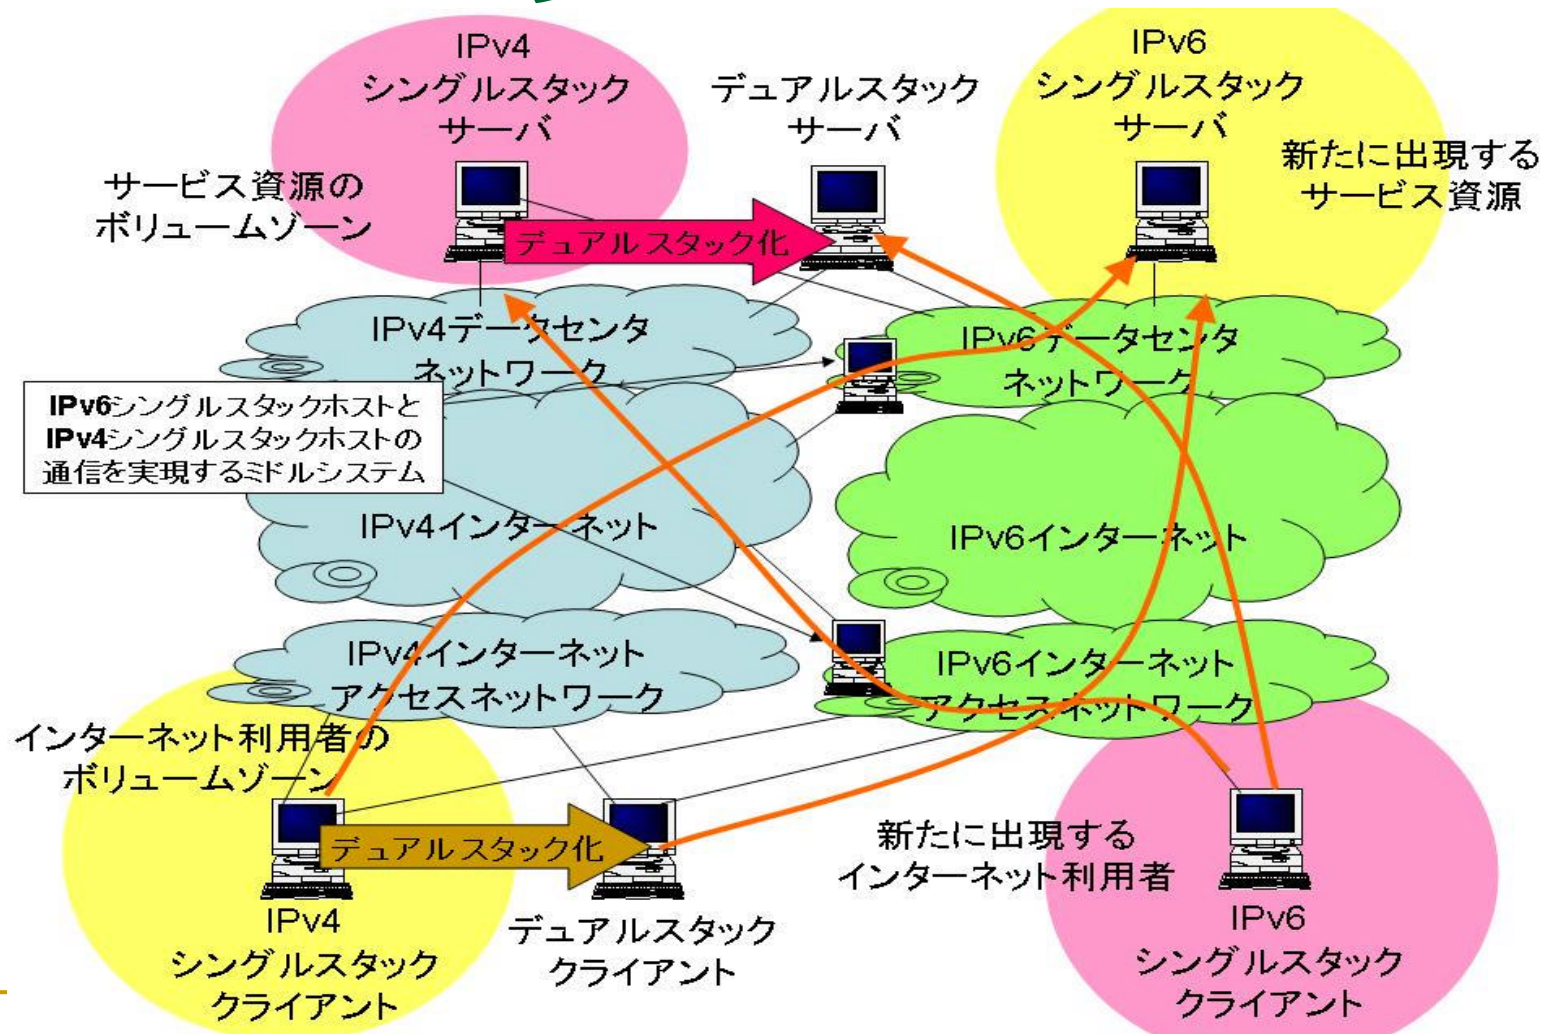 IPv4
シングルスタック
サーバ
デュアルスタック
サーバ
IPv6
シングルスタック
サーバ
サービス資源の
ボリュームゾーン
新たに出現する
サービス資源
デュアルスタック化
IPv4データセンタ
ネットワーク
IPv6データセンタ
ネットワーク
IPv6シングルスタックホストと
IPv4シングルスタックホストの
通信を実現するミドルシステム
IPv4インターネット
IPv6インターネット
IPv4インターネット
アクセスネットワーク
IPv6インターネット
アクセスネットワーク
インターネット利用者の
ボリュームゾーン
デュアルスタック化
新たに出現する
インターネット利用者
IPv4
シングルスタック
クライアント
デュアルスタック
クライアント
IPv6
シングルスタック
クライアント